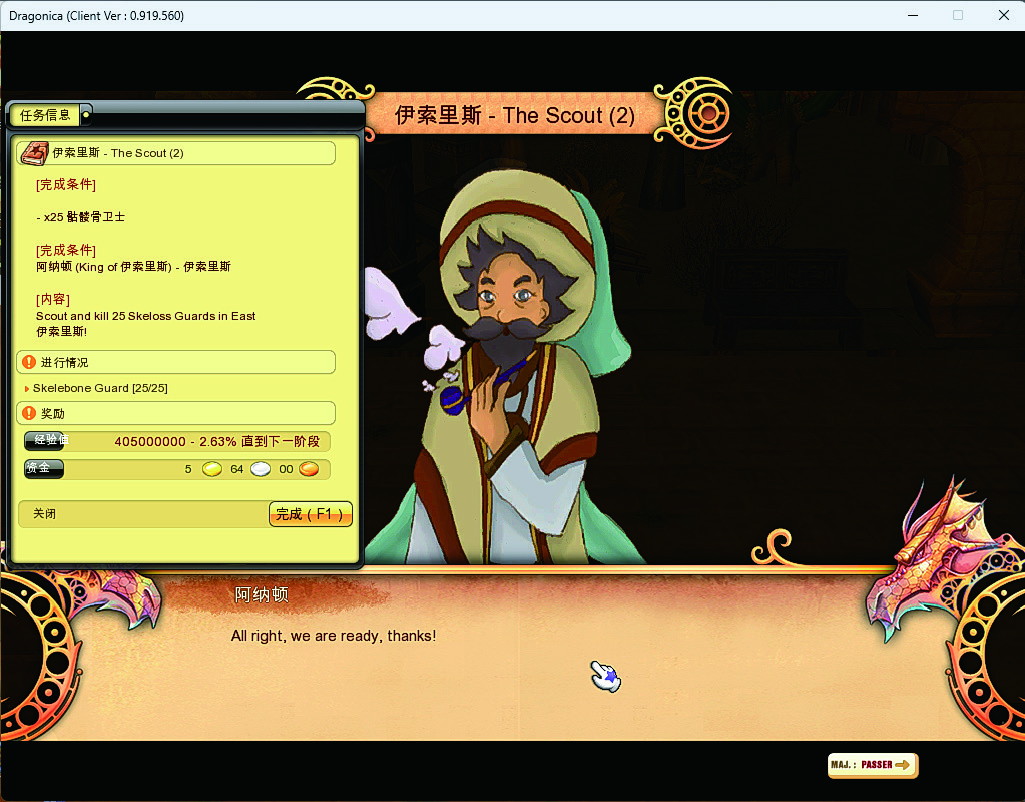 Dragonica (Client Ver : 0.919.560)
伊索里斯 - The Scout (2)
任务信息
伊索里斯 - The Scout (2)
[完成条件]
- x25 骷髅骨卫士
[完成条件]
阿纳顿 (King of 伊索里斯) - 伊索里斯
[内容]
Scout and kill 25 Skeloss Guards in East
伊索里斯!
进行情况
Skelebone Guard [25/25]
奖励
经验值 405000000 - 2.63% 直到下一阶段
资金 5 64 00
关闭
完成 ( F1 )
阿纳顿
All right, we are ready, thanks!
MAJ. : PASSER